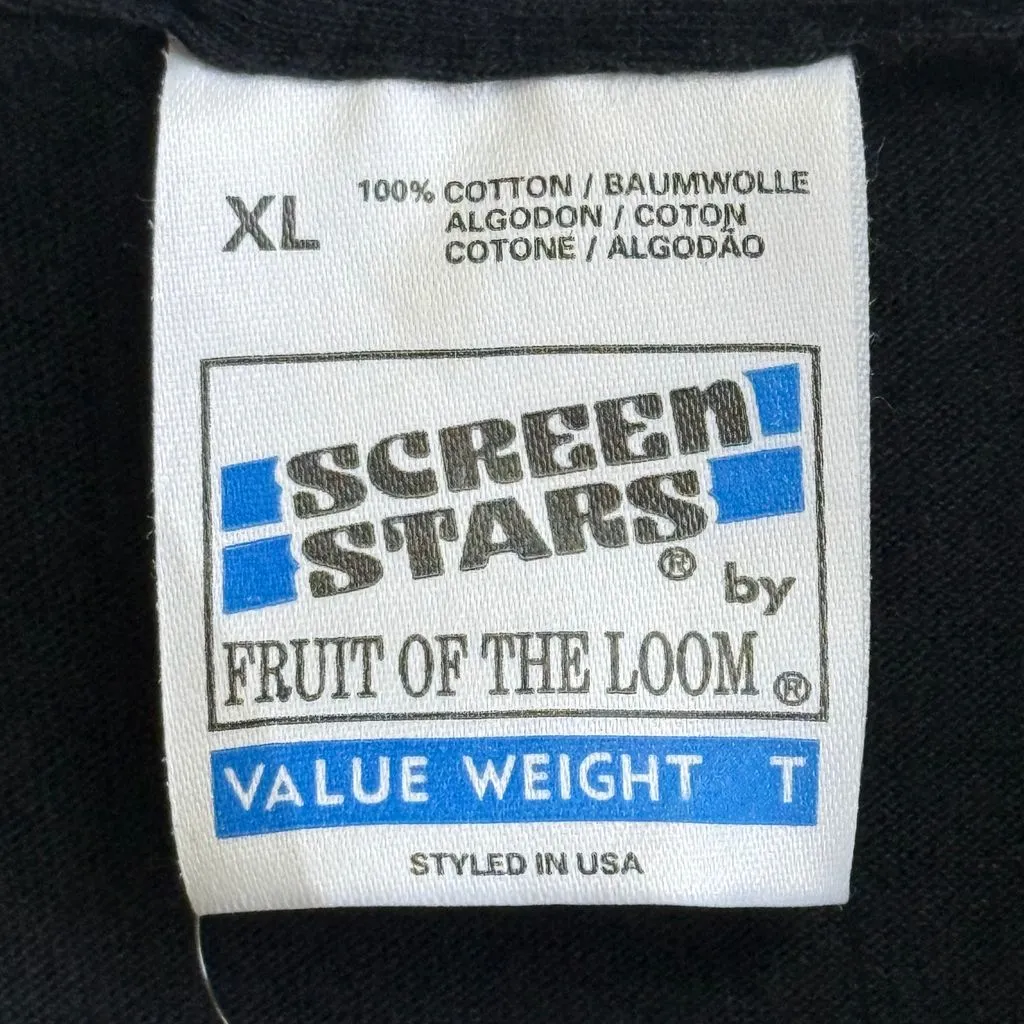 XL
100% COTTON / BAUMWOLLE
ALGODON / COTON
COTONE / ALGODÃO
SCREEN
STARS ®
by
FRUIT OF THE LOOM ®
VALUE WEIGHT T
STYLED IN USA